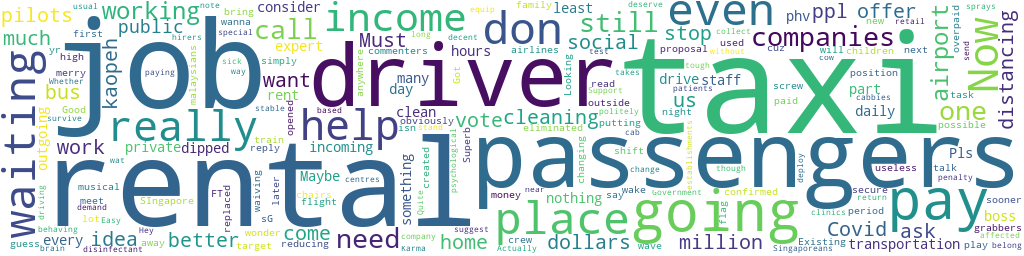 job
driver
taxi
rental
passengers
help
going
pay
place
income
don
even
Now
waiting
really
companies
need
million
one
pilots
working
much
bus
outgoing
kaopeh
public
call
expert
want
rent
Must
commenters
many
day
hours
still
least
social
airlines
stop
consider
phv
ppl
offer
proposal
drive
staff
us
night
airport
part
daily
distancing
work
private
dipped
reply
incoming
Maybe
clean
obviously
isn
vote
cleaning
something
created
Superb
eliminated
shift
changing
nothing
come
home
dollars
better
idea
every
Covid
ask
transportation
boss
grabbers
Pls
talk
secure
period
useless
penalty
sooner
usual
note
bring
family
equip
long
decent
wanna
special
sick
way
simply
first
yr
high
merry
Whether
paying
Good
survive
malaysians
hirers
opened
based
anywhere
Got
Looking
test
takes
read
Support
politely
putting
cab
outside
without
tough
collect
used
patients
screw
paid
cuz
will
children
cow
position
task
cabbies
possible
new
retail
next
overpaid
deserve
sprays
send
stable
train
wat
musical
meet
demand
Hey
lot
Easy
driving
behaving
guess
brain
disinfectant
away
SIngapore
wonder
target
reducing
FT
replaced
waiving
later
sG
chairs
flight
centres
Quite
stand
psychological
crew
Actually
company
Karma
suggest
money
near
wave
say
wake
change
Government
establishments
flag
confirmed
clinics
deploy
Singaporeans
Existing
play
return
affected
belong